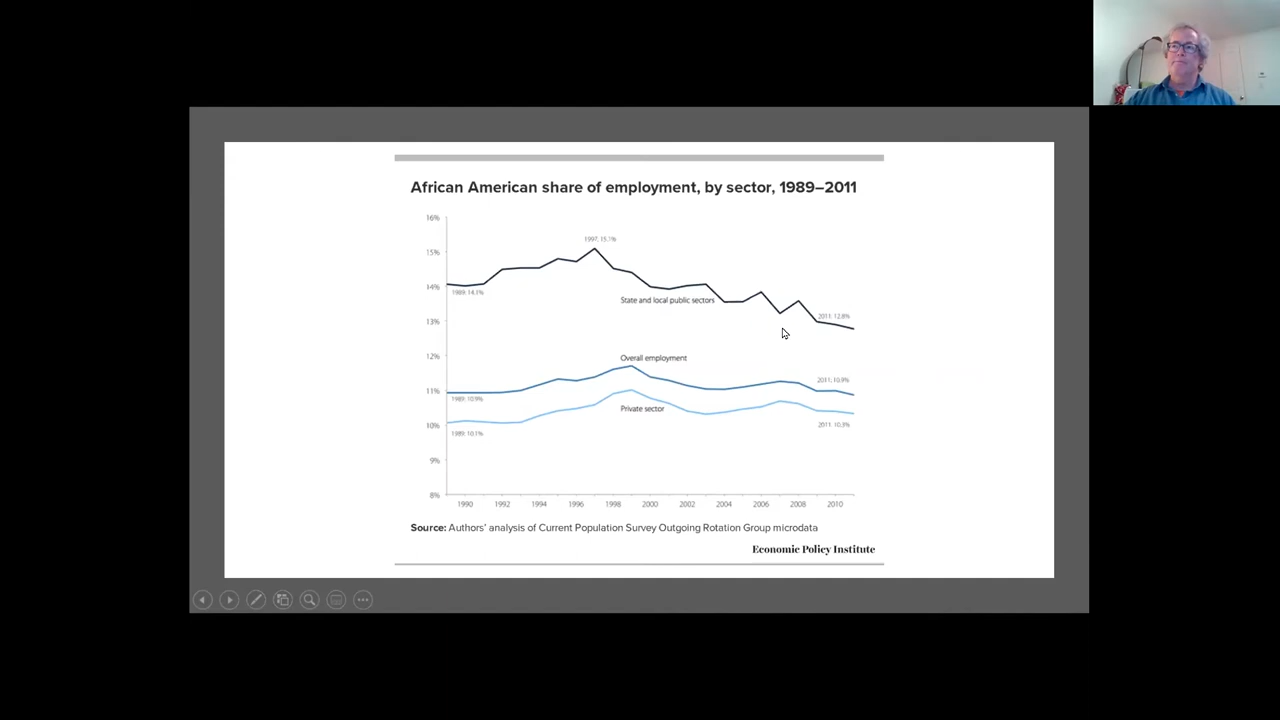 African American share of employment, by sector, 1989–2011
16%
1997: 15.1%
15%
14%
1989: 14.1%
State and local public sectors
2011: 12.8%
13%
12%
Overall employment
2011: 10.9%
11%
1989: 10.9%
Private sector
10%
2011: 10.3%
1989: 10.1%
9%
8%
1990 1992 1994 1996 1998 2000 2002 2004 2006 2008 2010
Source: Authors' analysis of Current Population Survey Outgoing Rotation Group microdata
Economic Policy Institute